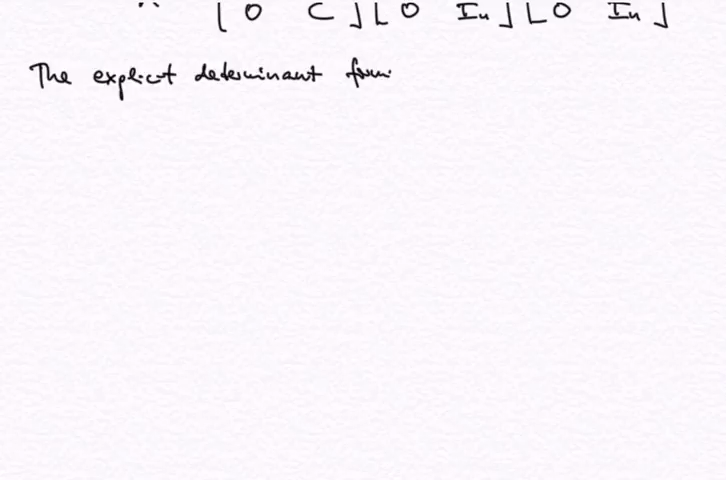 [ 0 C ] [ 0 In ] [ 0 In ]
The explicit determinant form